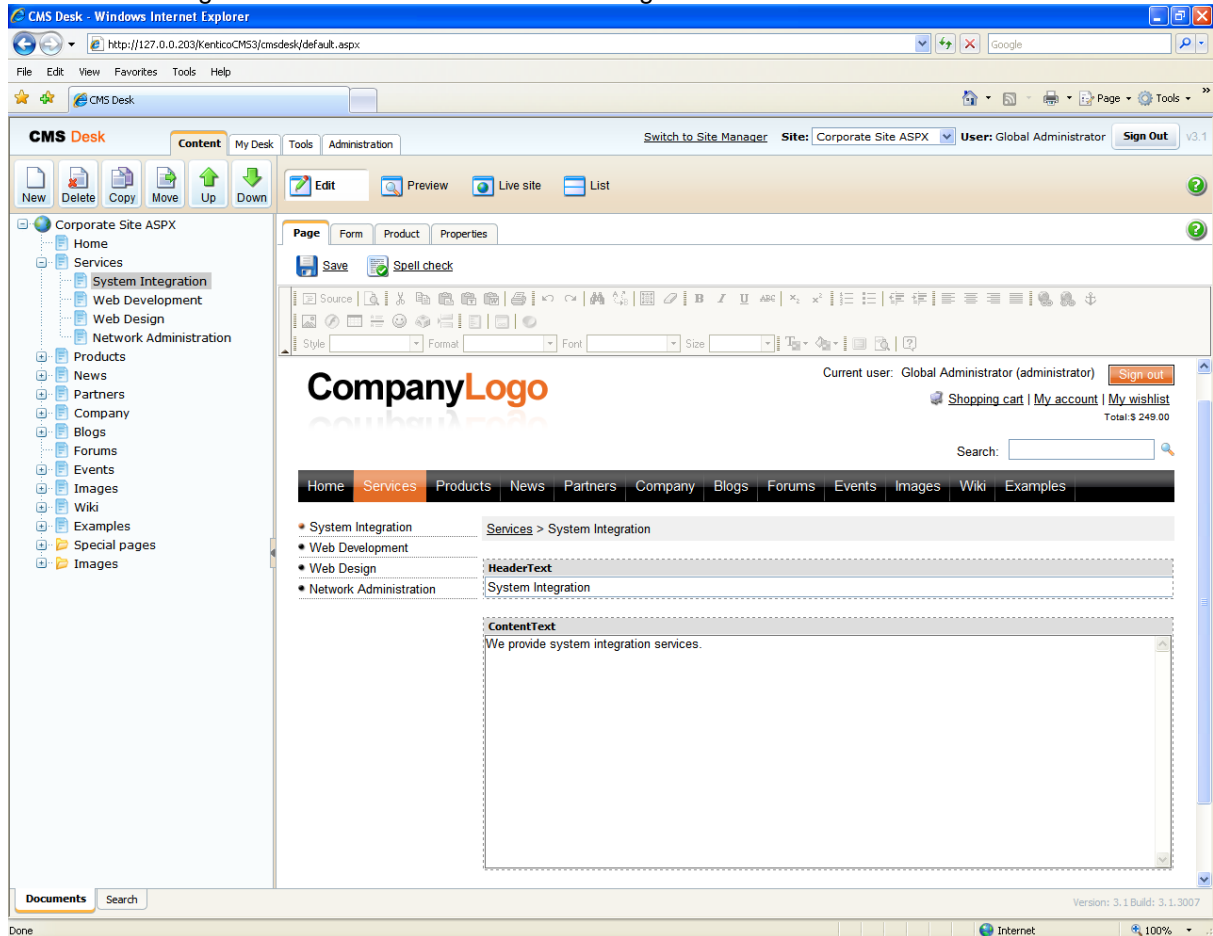 CMS Desk - Windows Internet Explorer
http://127.0.0.203/KenticoCM53/cmsdesk/default.aspx
Google
File Edit View Favorites Tools Help
CMS Desk
Page Tools »
CMS Desk
Content My Desk Tools Administration
Switch to Site Manager Site: Corporate Site ASPX User: Global Administrator Sign Out v3.1
New Delete Copy Move Up Down
Edit Preview Live site List
Corporate Site ASPX
Home
Services
System Integration
Web Development
Web Design
Network Administration
Products
News
Partners
Company
Blogs
Forums
Events
Images
Wiki
Examples
Special pages
Images
Page Form Product Properties
Save Spell check
Source B I U ABC
Style Format Font Size
CompanyLogo
Current user: Global Administrator (administrator) Sign out
Shopping cart | My account | My wishlist
Total:$ 249.00
Search:
Home Services Products News Partners Company Blogs Forums Events Images Wiki Examples
System Integration
Web Development
Web Design
Network Administration
Services > System Integration
HeaderText
System Integration
ContentText
We provide system integration services.
Documents Search
Version: 3.1 Build: 3.1.3007
Done
Internet
100%